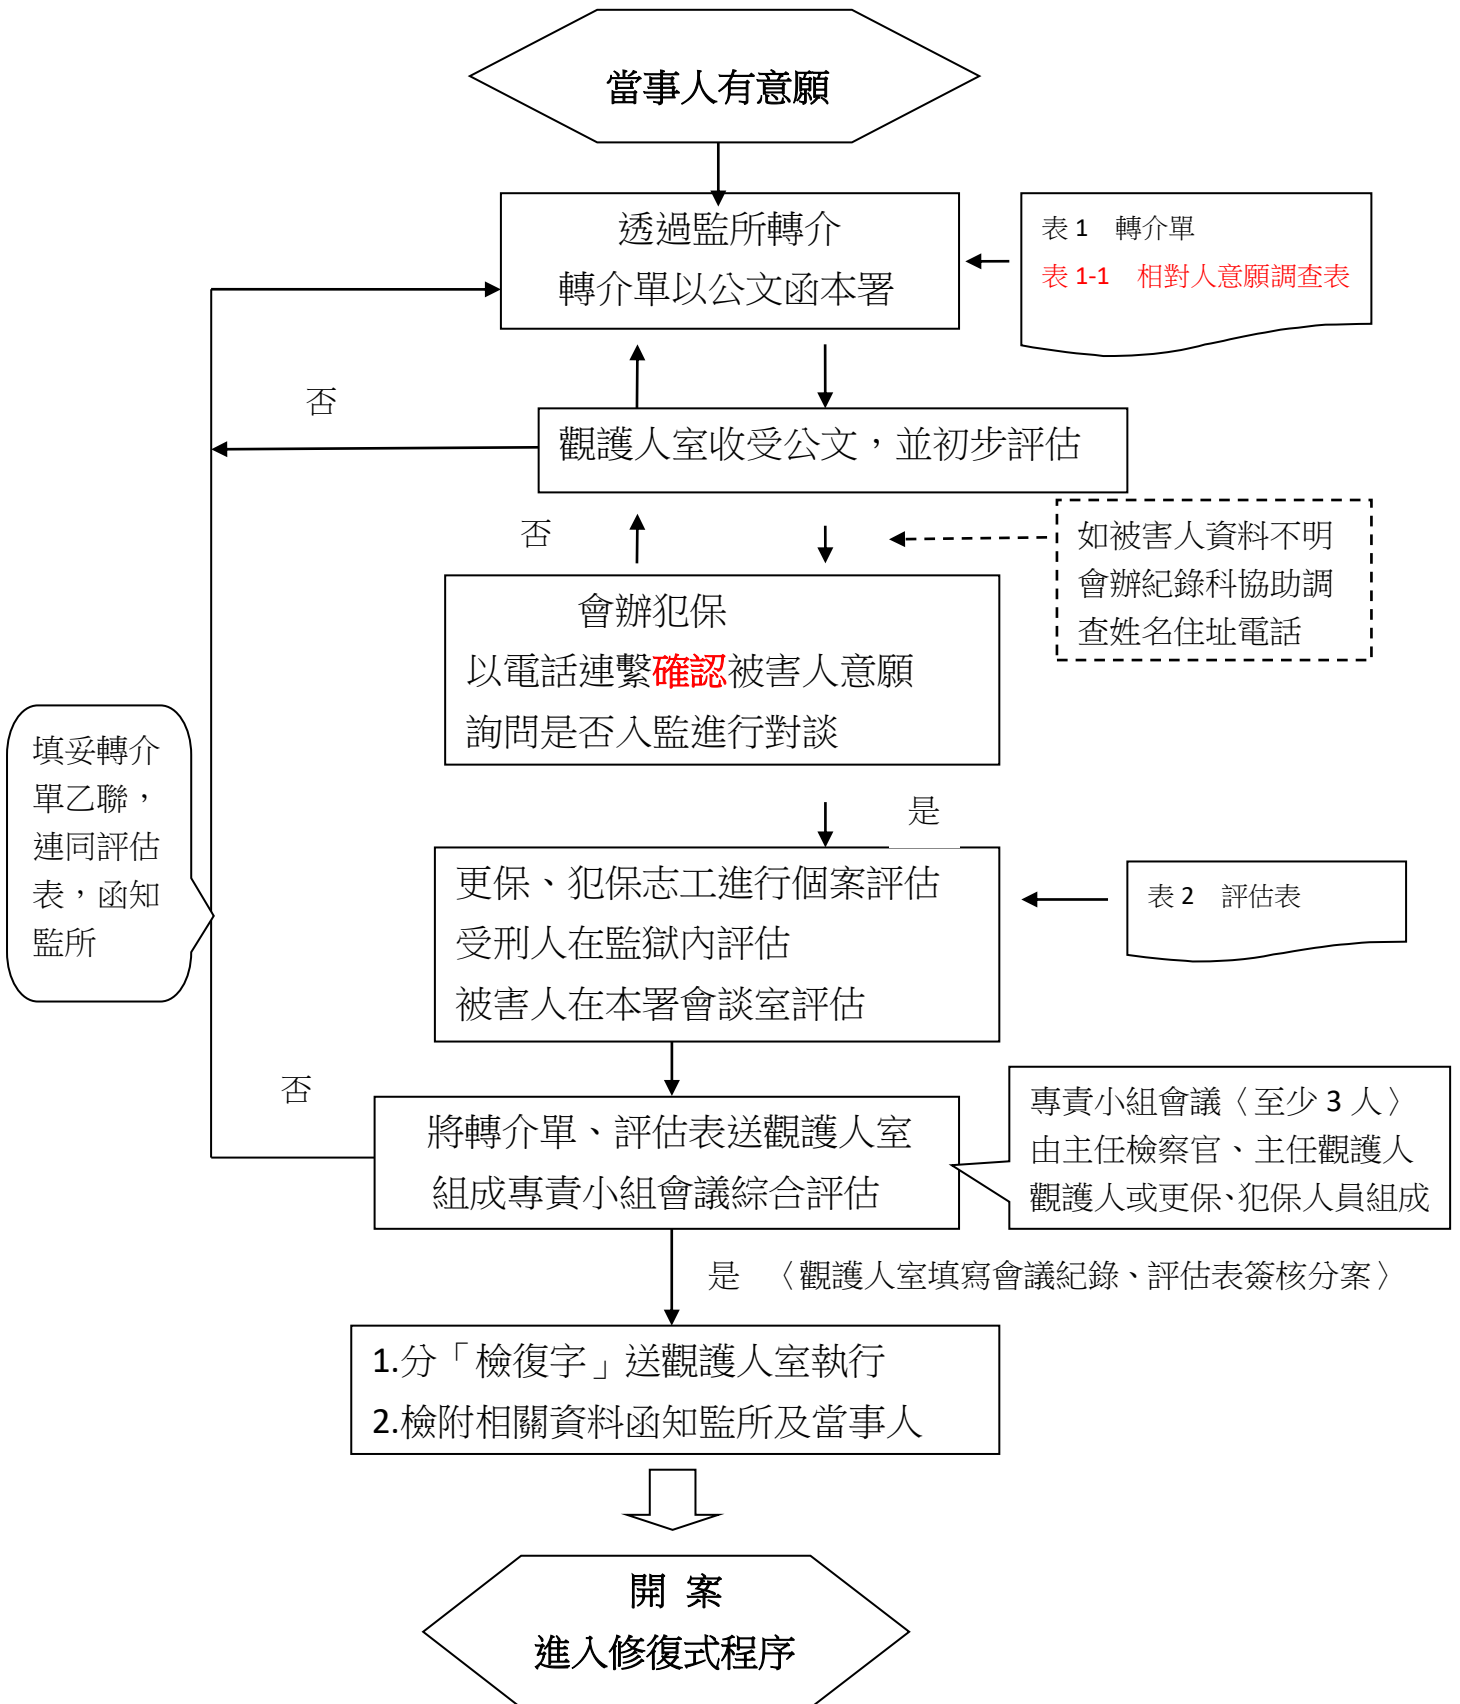 當事人有意願
透過監所轉介
轉介單以公文函本署
表 1　轉介單
表 1-1　相對人意願調查表
否
觀護人室收受公文，並初步評估
否
如被害人資料不明
會辦紀錄科協助調
查姓名住址電話
會辦犯保
以電話連繫確認被害人意願
詢問是否入監進行對談
填妥轉介
單乙聯，
連同評估
表，函知
監所
是
更保、犯保志工進行個案評估
受刑人在監獄內評估
被害人在本署會談室評估
表 2　評估表
否
將轉介單、評估表送觀護人室
組成專責小組會議綜合評估
專責小組會議〈至少 3 人〉
由主任檢察官、主任觀護人
觀護人或更保、犯保人員組成
是　〈觀護人室填寫會議紀錄、評估表簽核分案〉
1.分「檢復字」送觀護人室執行
2.檢附相關資料函知監所及當事人
開 案
進入修復式程序